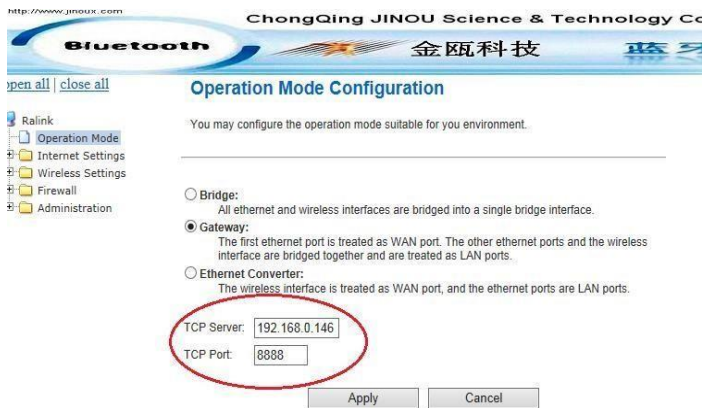 http://www.jinoux.com
ChongQing JINOU Science & Technology Co
Bluetooth
金瓯科技
蓝牙
open all | close all
Operation Mode Configuration
Ralink
You may configure the operation mode suitable for you environment.
Operation Mode
Internet Settings
Wireless Settings
Firewall
Administration
Bridge:
All ethernet and wireless interfaces are bridged into a single bridge interface.
Gateway:
The first ethernet port is treated as WAN port. The other ethernet ports and the wireless
interface are bridged together and are treated as LAN ports.
Ethernet Converter:
The wireless interface is treated as WAN port, and the ethernet ports are LAN ports.
TCP Server: 192.168.0.146
TCP Port: 8888
Apply Cancel